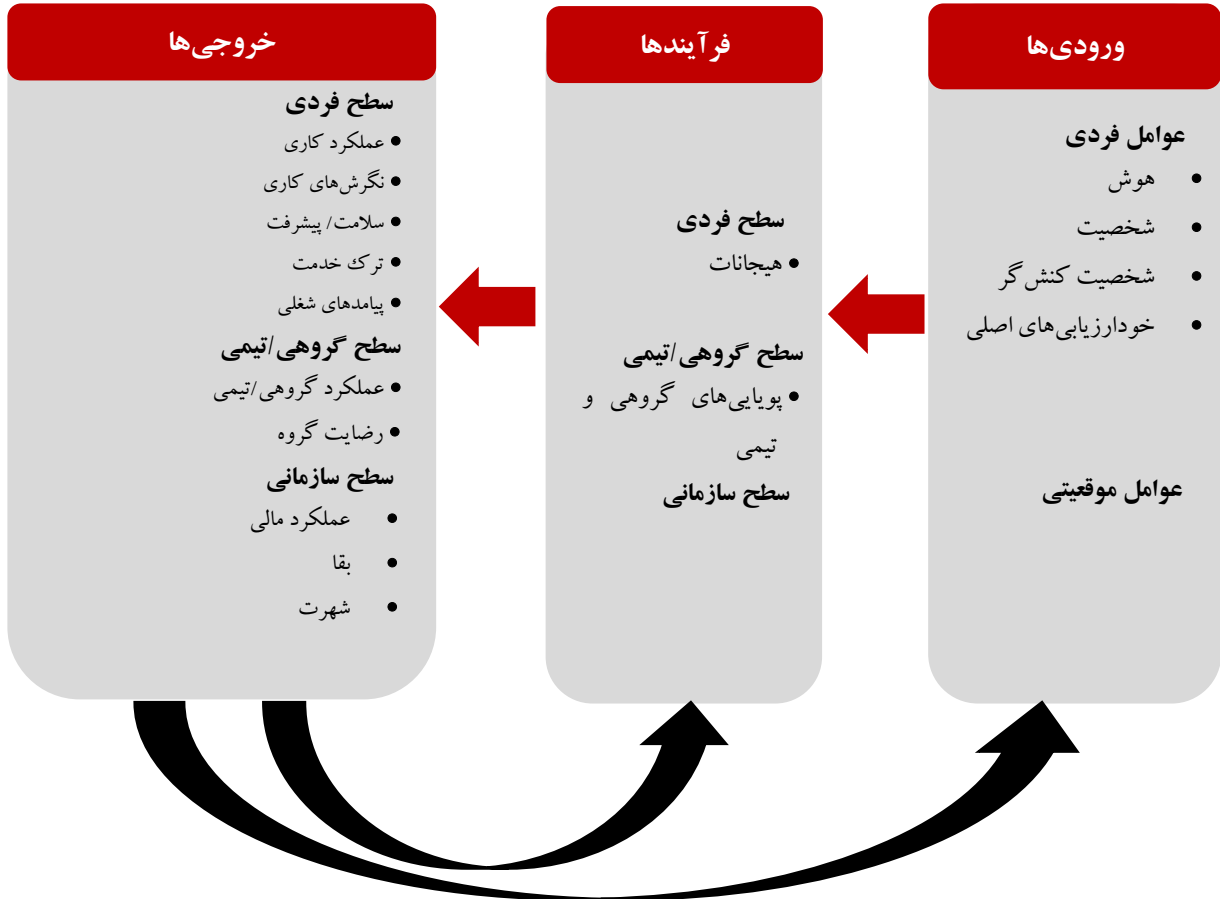 ورودی‌ها
عوامل فردی
• هوش
• شخصیت
• شخصیت کنش‌گر
• خودارزیابی‌های اصلی
عوامل موقعیتی
فرآیندها
سطح فردی
• هیجانات
سطح گروهی/تیمی
• پویایی‌های گروهی و
تیمی
سطح سازمانی
خروجی‌ها
سطح فردی
• عملکرد کاری
• نگرش‌های کاری
• سلامت/ پیشرفت
• ترک خدمت
• پیامدهای شغلی
سطح گروهی/تیمی
• عملکرد گروهی/تیمی
• رضایت گروه
سطح سازمانی
• عملکرد مالی
• بقا
• شهرت